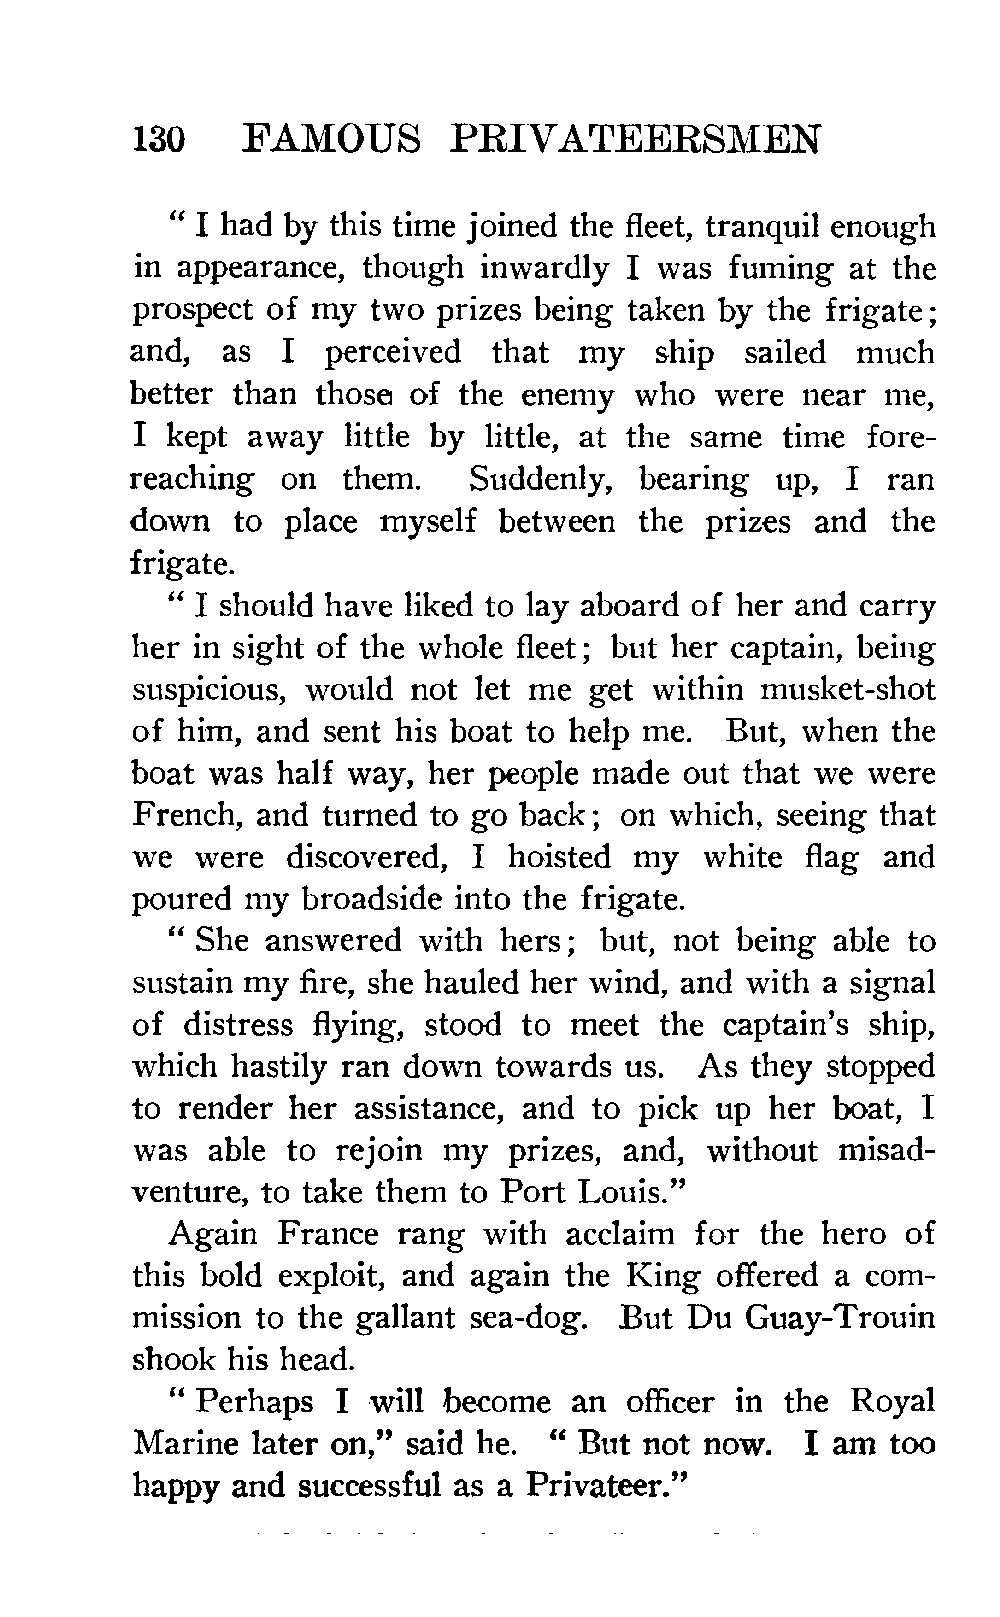 130 FAMOUS PRIVATEERSMEN
“ I had by this time joined the fleet, tranquil enough
in appearance, though inwardly I was fuming at the
prospect of my two prizes being taken by the frigate;
and, as I perceived that my ship sailed much
better than those of the enemy who were near me,
I kept away little by little, at the same time fore-
reaching on them. Suddenly, bearing up, I ran
down to place myself between the prizes and the
frigate.
“ I should have liked to lay aboard of her and carry
her in sight of the whole fleet; but her captain, being
suspicious, would not let me get within musket-shot
of him, and sent his boat to help me. But, when the
boat was half way, her people made out that we were
French, and turned to go back; on which, seeing that
we were discovered, I hoisted my white flag and
poured my broadside into the frigate.
“ She answered with hers; but, not being able to
sustain my fire, she hauled her wind, and with a signal
of distress flying, stood to meet the captain’s ship,
which hastily ran down towards us. As they stopped
to render her assistance, and to pick up her boat, I
was able to rejoin my prizes, and, without misad-
venture, to take them to Port Louis.”
Again France rang with acclaim for the hero of
this bold exploit, and again the King offered a com-
mission to the gallant sea-dog. But Du Guay-Trouin
shook his head.
“ Perhaps I will become an officer in the Royal
Marine later on,” said he. “ But not now. I am too
happy and successful as a Privateer.”